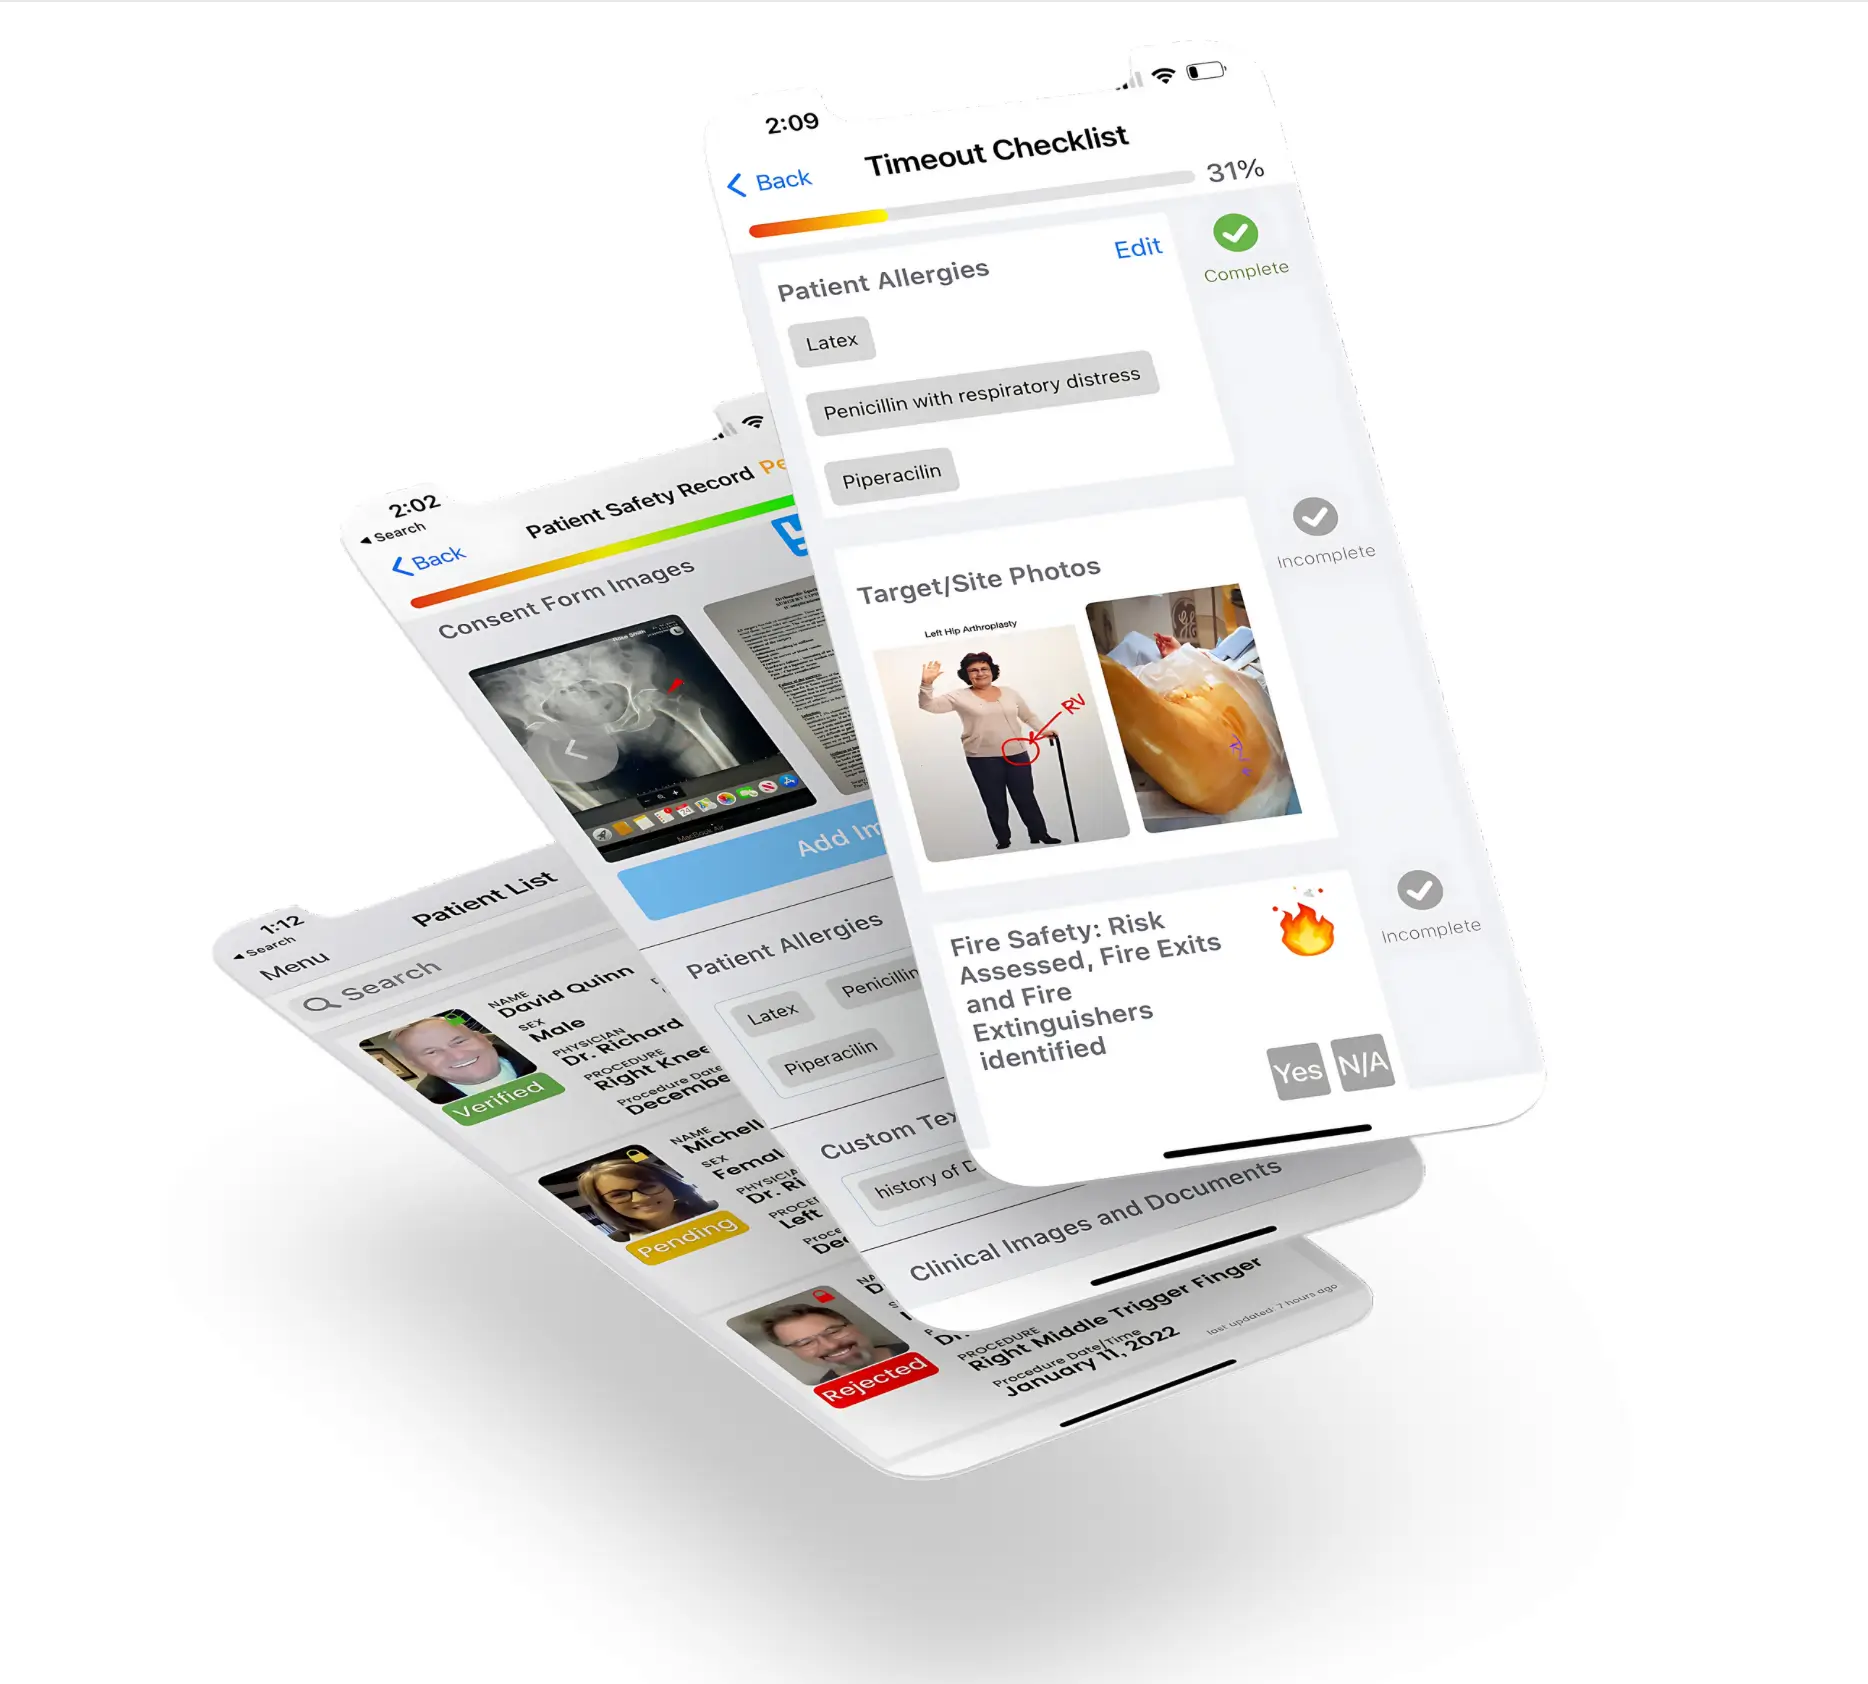 2:09
Back
Timeout Checklist
31%
Patient Allergies
Edit
Complete
Latex
Penicillin with respiratory distress
Piperacilin
Target/Site Photos
Incomplete
Left Hip Arthroplasty
RV
Fire Safety: Risk
Assessed, Fire Exits
and Fire
Extinguishers
identified
Incomplete
Yes
N/A
2:02
Search
Back
Patient Safety Record
Consent Form Images
MacBook Air
Add Im
Patient Allergies
Latex
Penicillin
Piperacilin
Custom Tex
history of D
Clinical Images and Documents
1:12
Search
Menu
Patient List
Search
NAME
David Quinn
SEX
Male
PHYSICIAN
Dr. Richard
PROCEDURE
Right Knee
Procedure Date
Decembe
Verified
NAME
Michell
SEX
Femal
PHYSICIA
Dr. Ri
PROCE
Left
Proce
Dec
Pending
Rejected
Dr.
PROCEDURE
Right Middle Trigger Finger
Procedure Date/Time
January 11, 2022
last updated: 7 hours ago